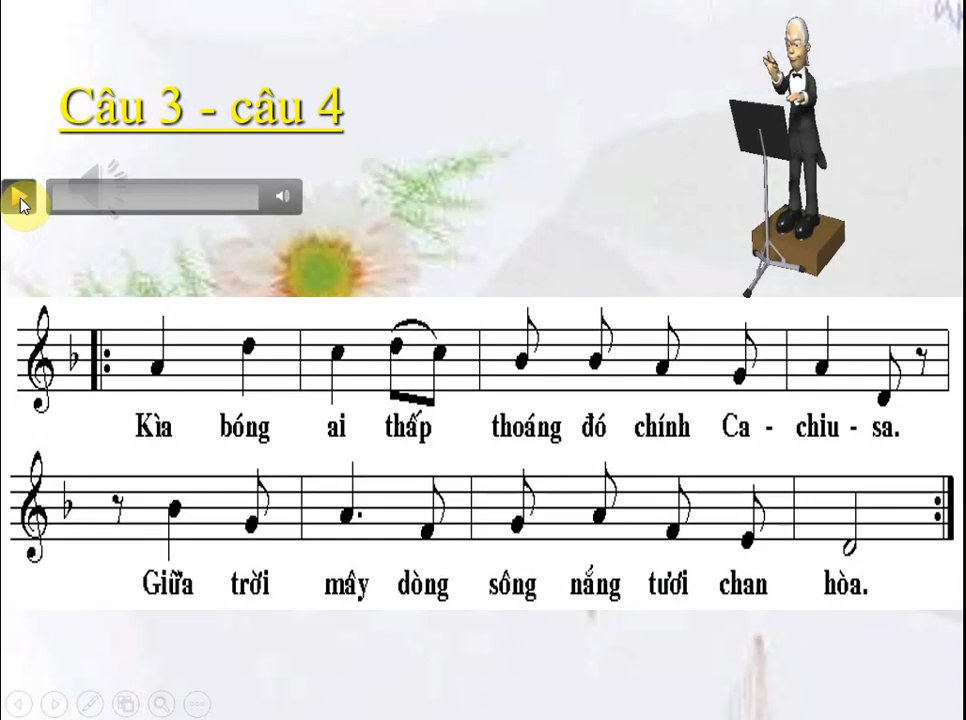 Câu 3 - câu 4
Kìa bóng ai thấp thoáng đó chính Ca - chiu - sa.
Giữa trời mây dòng sông nắng tươi chan hòa.